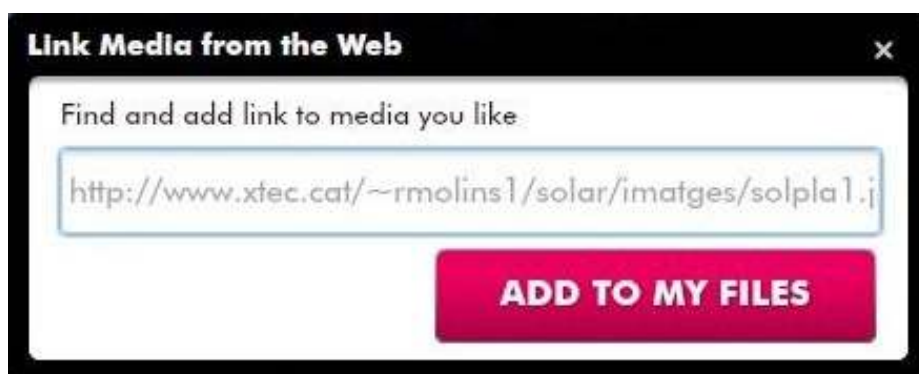 Link Media from the Web ×
Find and add link to media you like
http://www.xtec.cat/~rmolins1/solar/imatges/solpla1.j
ADD TO MY FILES